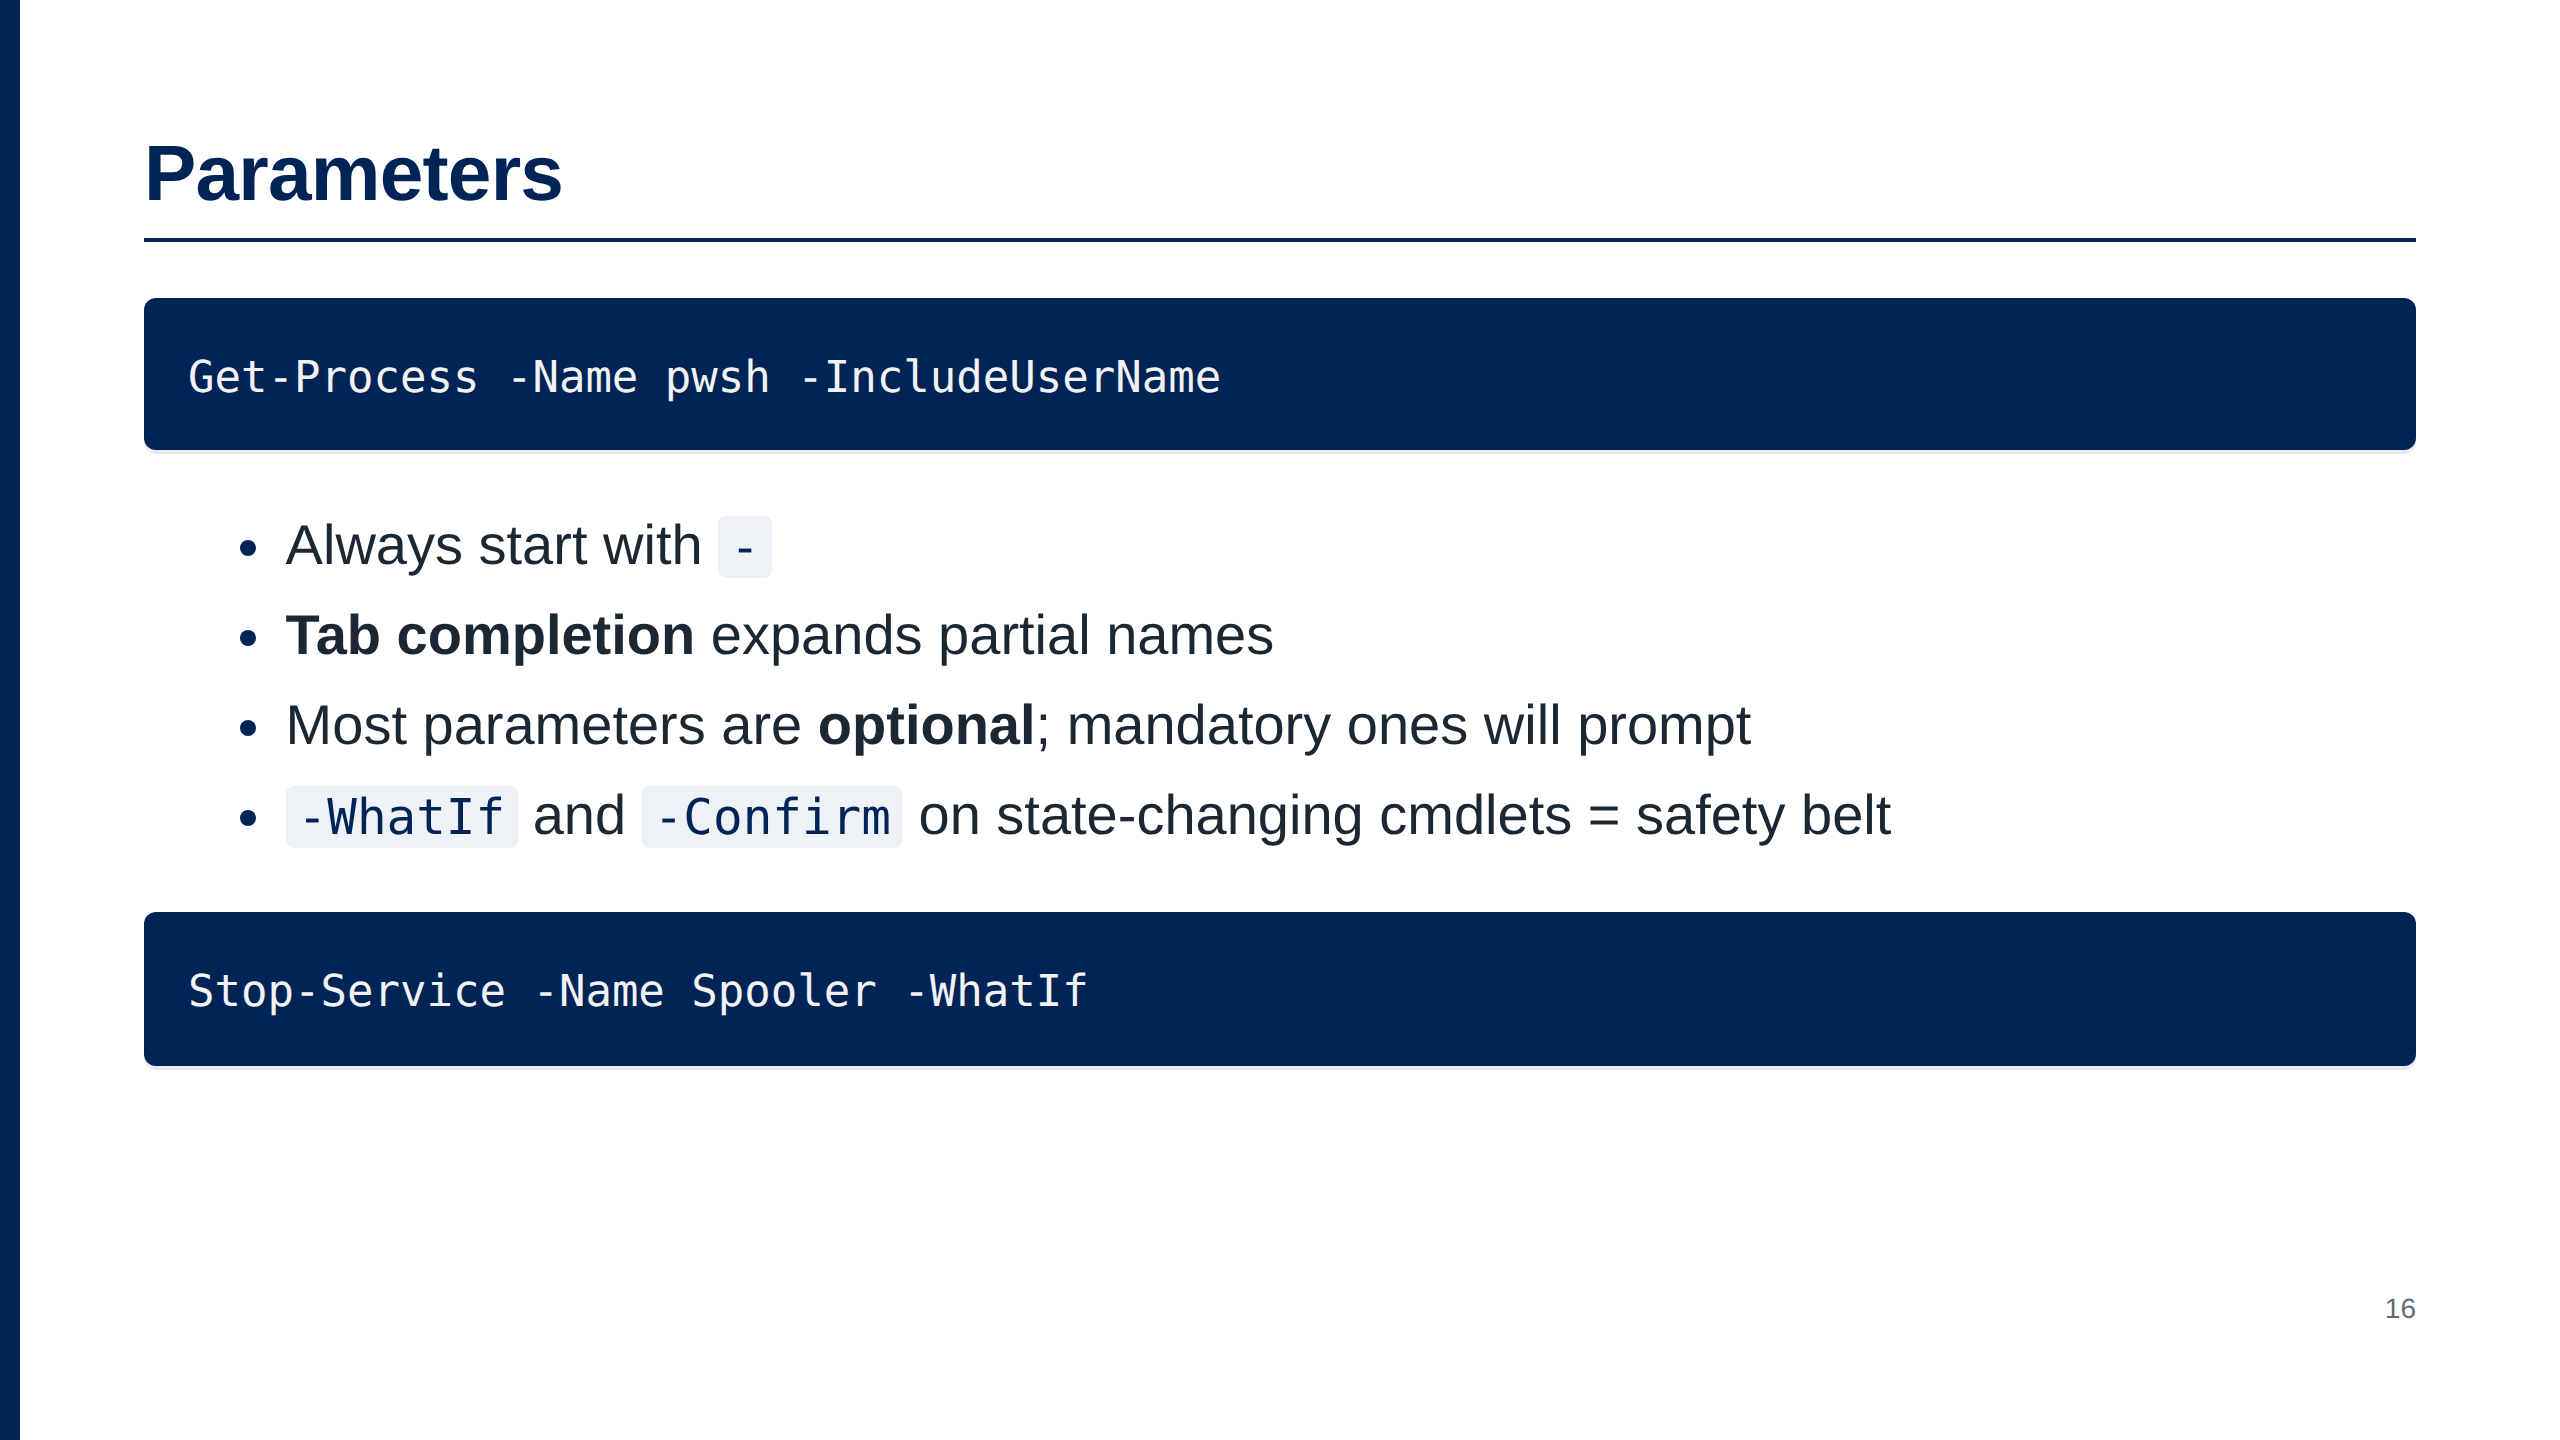 Parameters
Get-Process -Name pwsh -IncludeUserName
• Always start with -
• Tab completion expands partial names
• Most parameters are optional; mandatory ones will prompt
• -WhatIf and -Confirm on state-changing cmdlets = safety belt
Stop-Service -Name Spooler -WhatIf
16